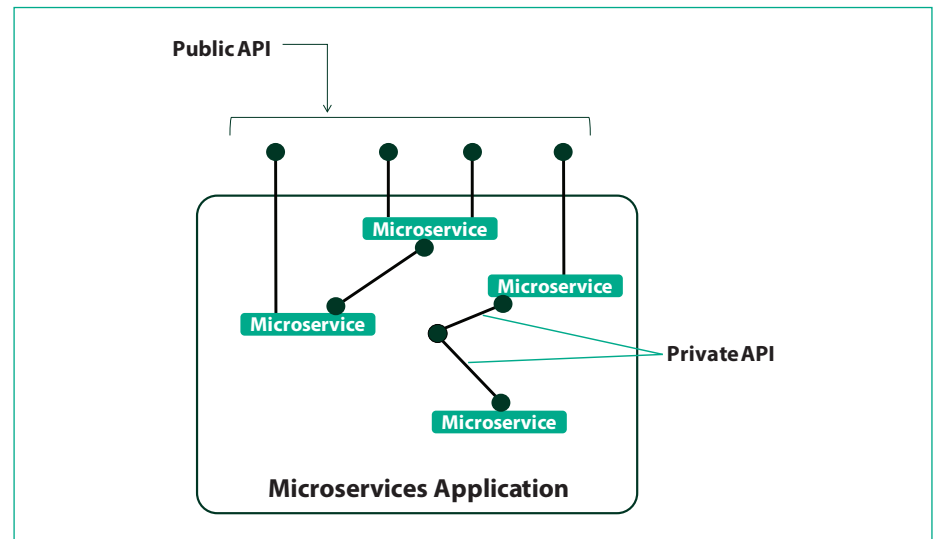 Public API
Microservice
Microservice
Microservice
Private API
Microservice
Microservices Application